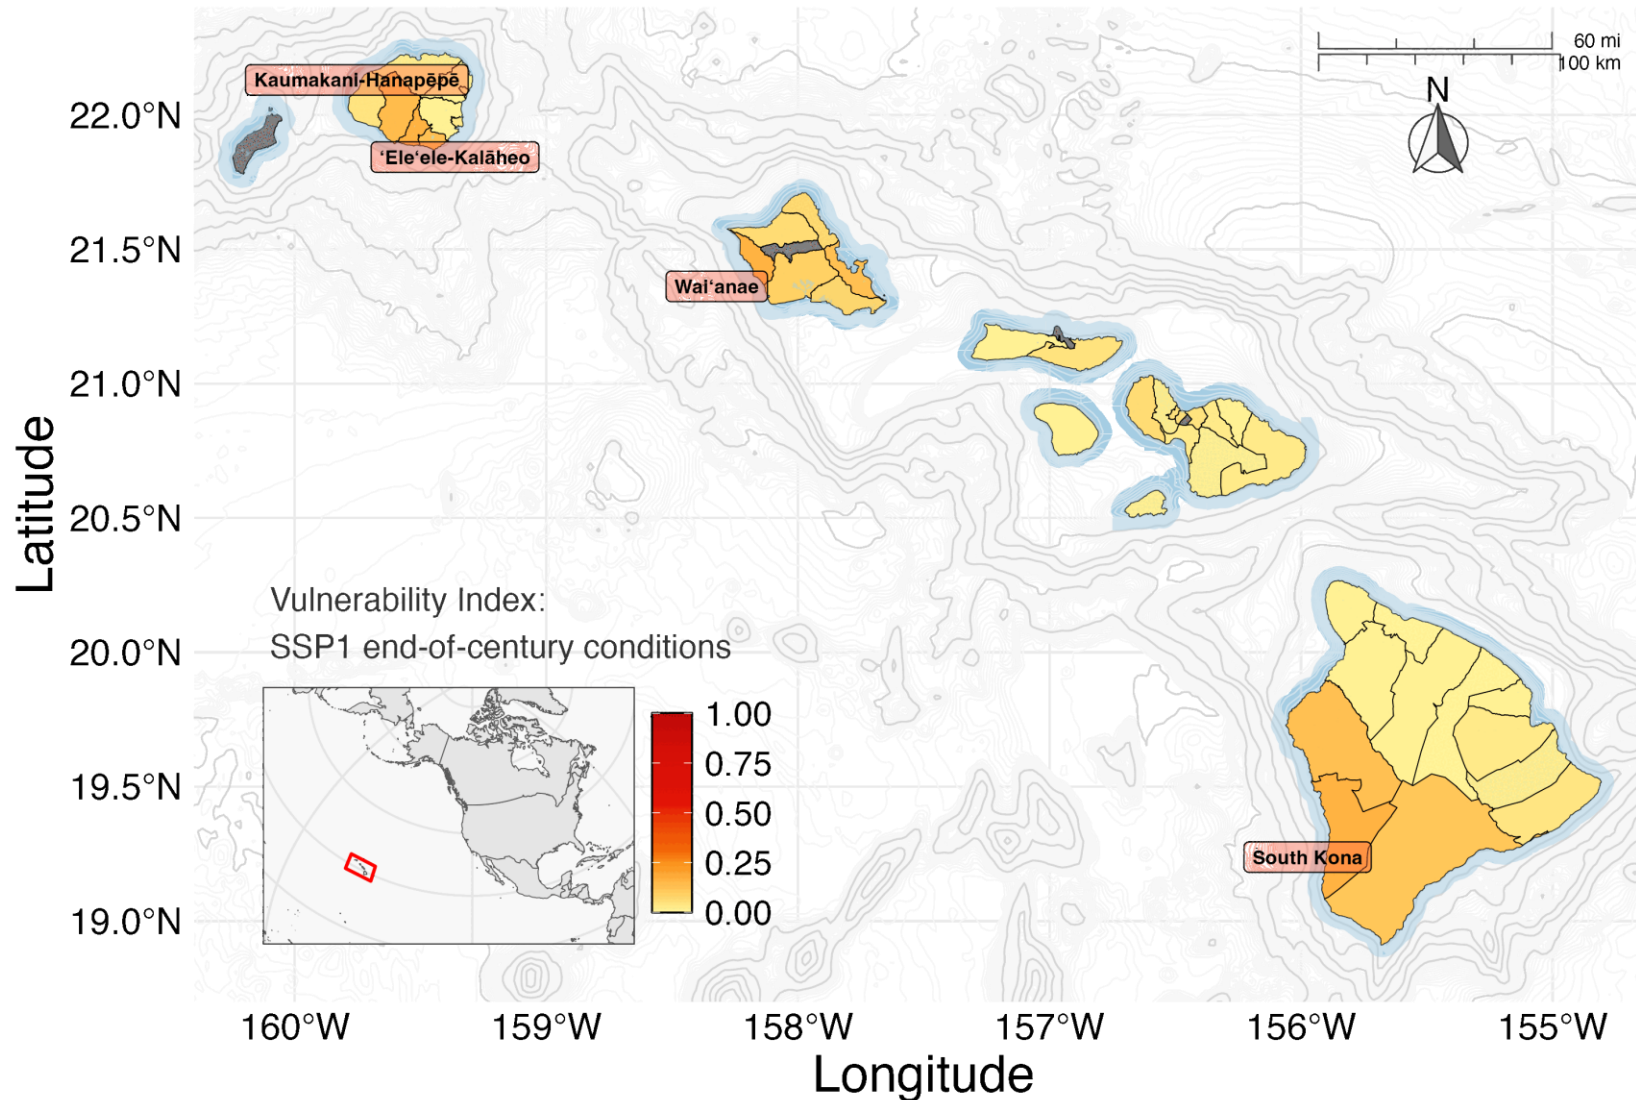 60 mi
100 km
N
Kaumakani-Hanapēpē
ʻEleʻele-Kalāheo
Waiʻanae
South Kona
Latitude
22.0°N
21.5°N
21.0°N
20.5°N
20.0°N
19.5°N
19.0°N
Vulnerability Index:
SSP1 end-of-century conditions
1.00
0.75
0.50
0.25
0.00
160°W
159°W
158°W
157°W
156°W
155°W
Longitude